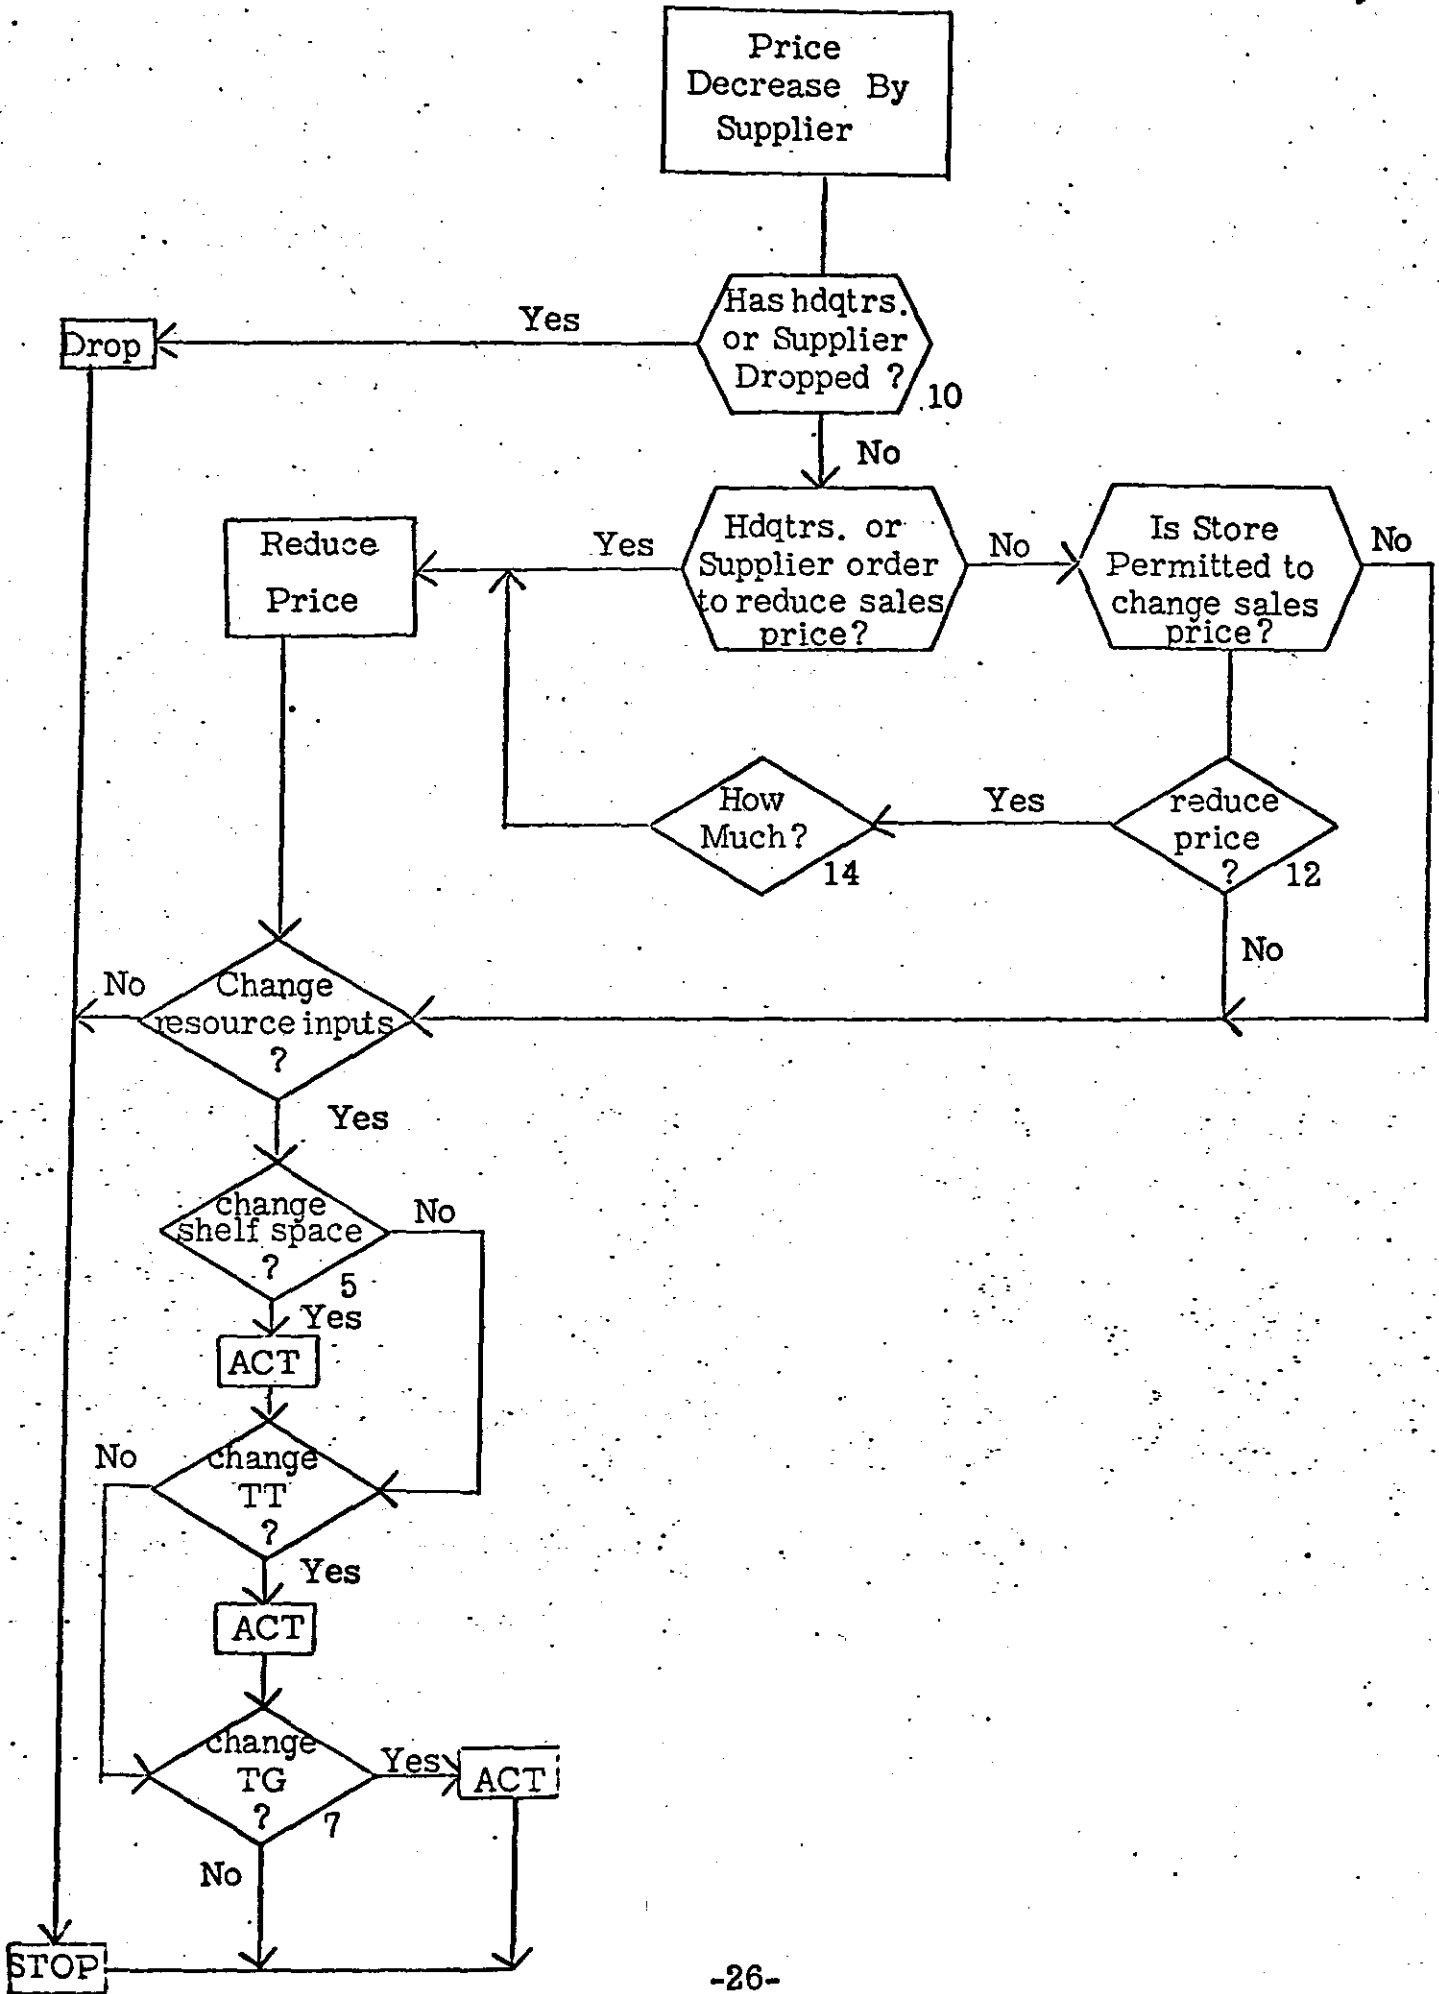 Price
Decrease By
Supplier
Has hdqtrs.
or Supplier
Dropped ?
10
Yes
Drop
No
Hdqtrs. or
Supplier order
to reduce sales
price?
Yes
Reduce
Price
No
Is Store
Permitted to
change sales
price?
No
reduce
price
?
12
Yes
How
Much?
14
No
Change
resource inputs
?
No
Yes
change
shelf space
?
5
No
Yes
ACT
change
TT
?
No
Yes
ACT
change
TG
?
7
Yes
ACT
No
STOP
-26-